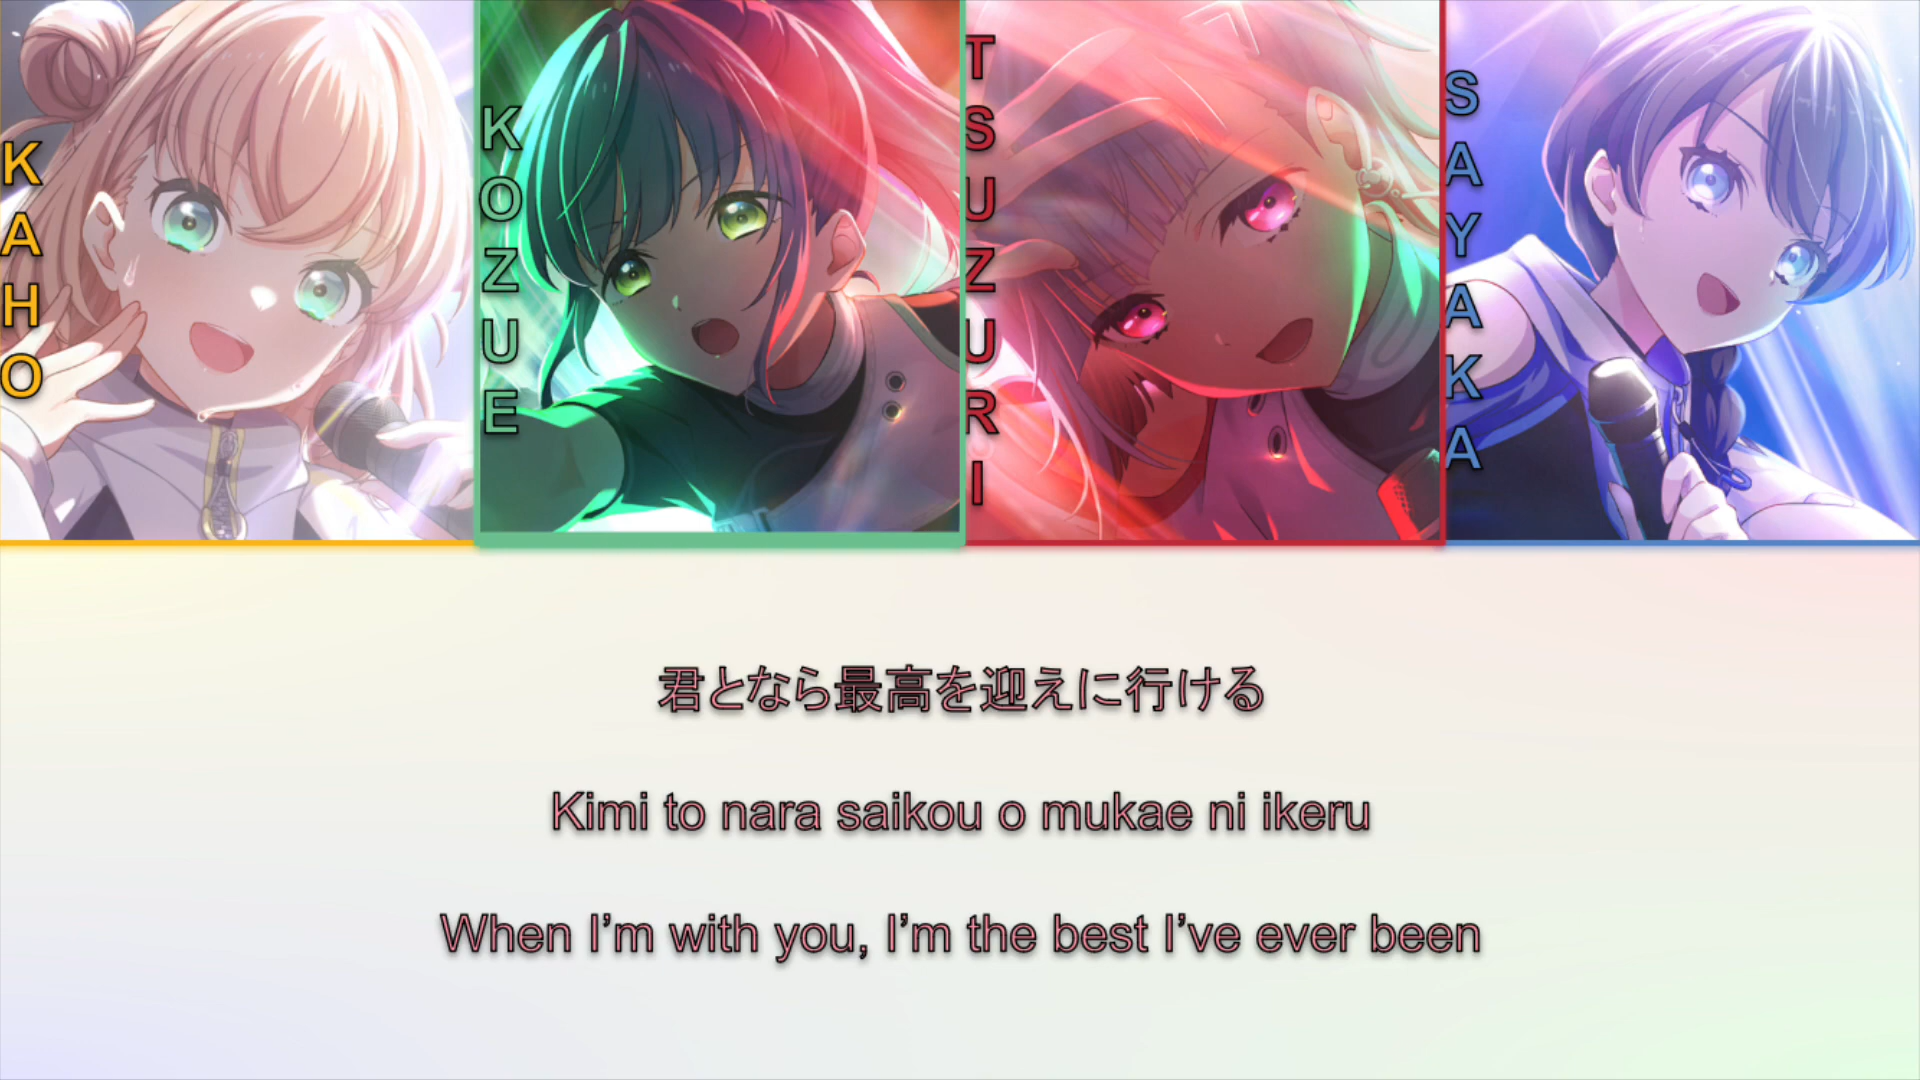 KAHO
KOZUE
TSUZURI
SAYAKA
君となら最高を迎えに行ける
Kimi to nara saikou o mukae ni ikeru
When I’m with you, I’m the best I’ve ever been